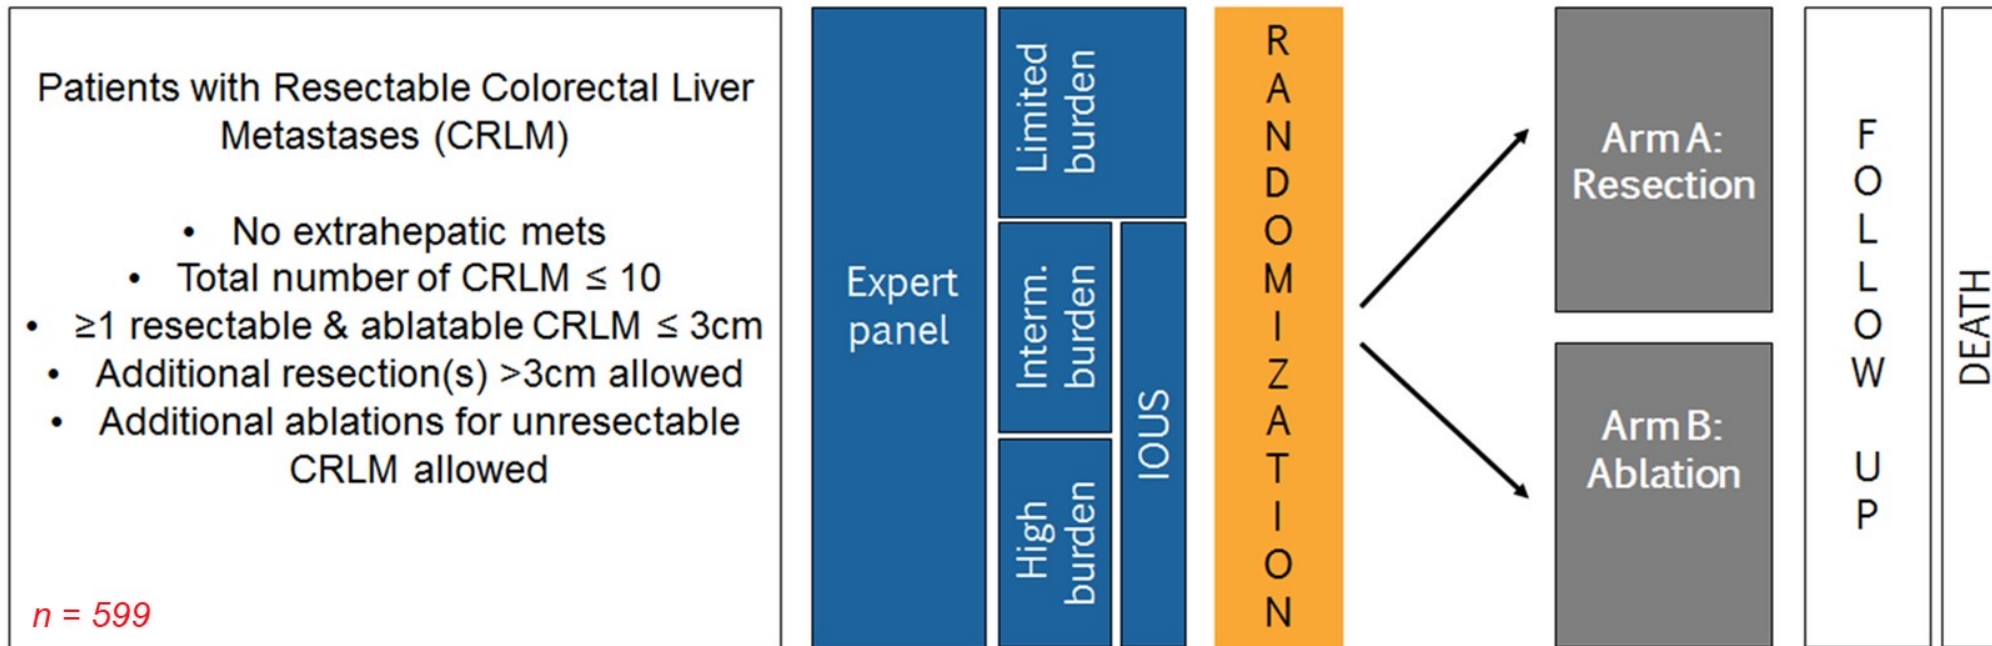 Patients with Resectable Colorectal Liver
Metastases (CRLM)
• No extrahepatic mets
• Total number of CRLM ≤ 10
• ≥1 resectable & ablatable CRLM ≤ 3cm
• Additional resection(s) >3cm allowed
• Additional ablations for unresectable
CRLM allowed
n = 599
Expert
panel
Limited
burden
Interm.
burden
High
burden
IOUS
RANDOMIZATION
Arm A:
Resection
Arm B:
Ablation
FOLLOW UP
DEATH